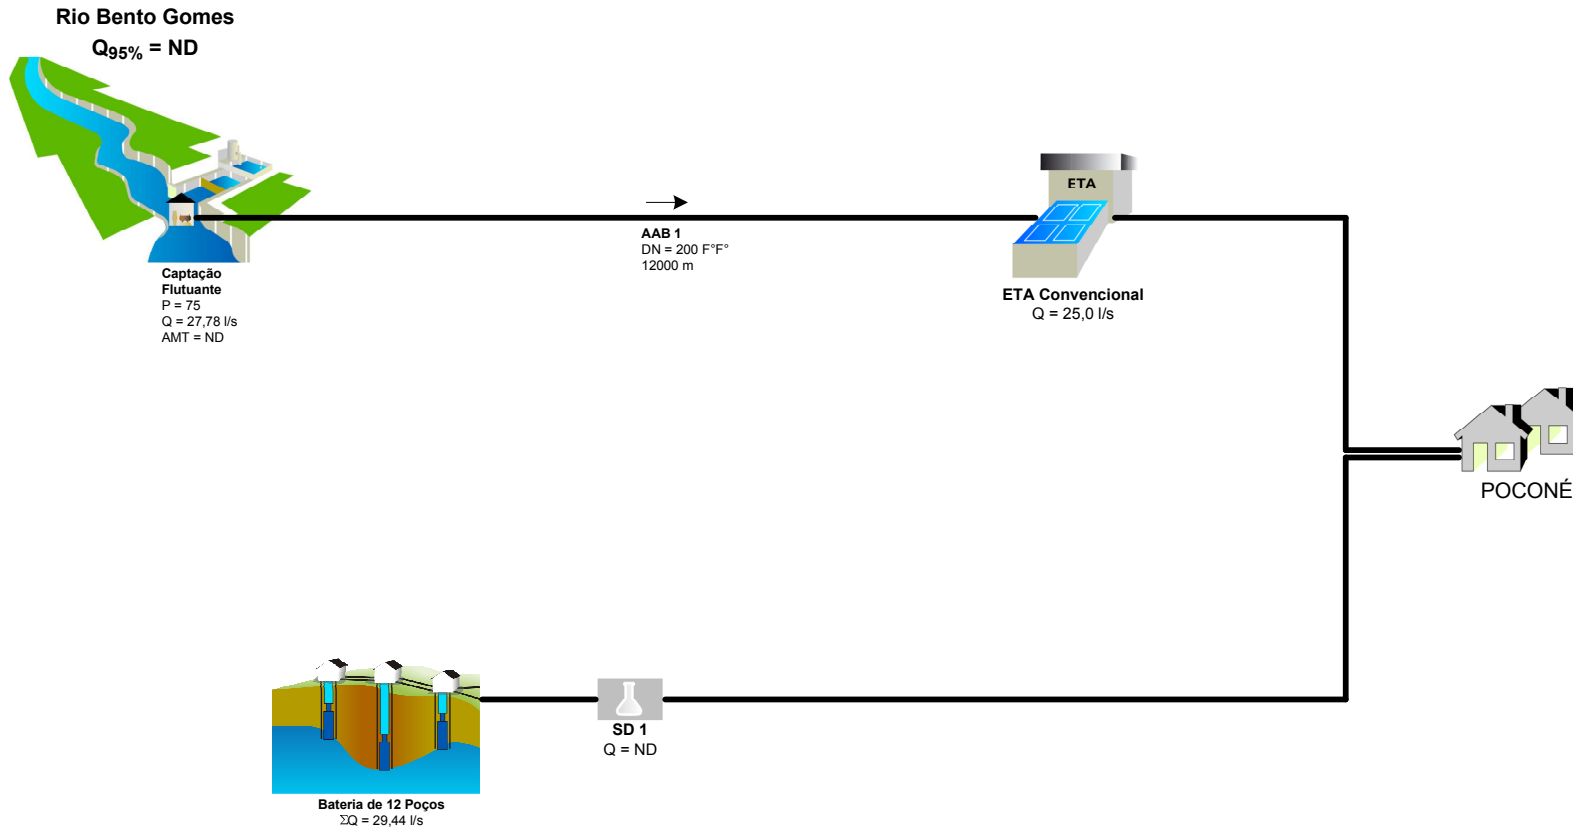 Rio Bento Gomes
Q95% = ND
Captação
Flutuante
P = 75
Q = 27,78 l/s
AMT = ND
AAB 1
DN = 200 F°F°
12000 m
ETA
ETA Convencional
Q = 25,0 l/s
POCONÉ
SD 1
Q = ND
Bateria de 12 Poços
ΣQ = 29,44 l/s